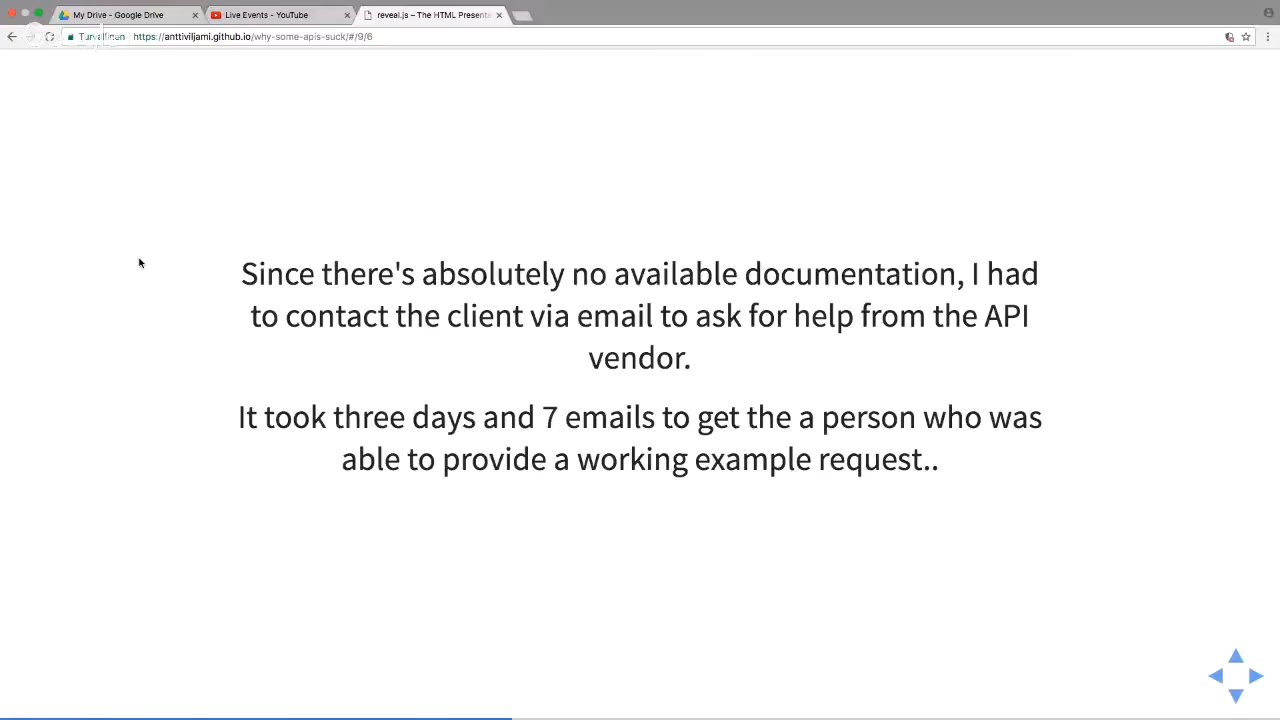 My Drive - Google Drive
Live Events - YouTube
reveal.js – The HTML Presenta
https://anttiviljami.github.io/why-some-apis-suck/#/9/6
Since there's absolutely no available documentation, I had
to contact the client via email to ask for help from the API
vendor.
It took three days and 7 emails to get the a person who was
able to provide a working example request..